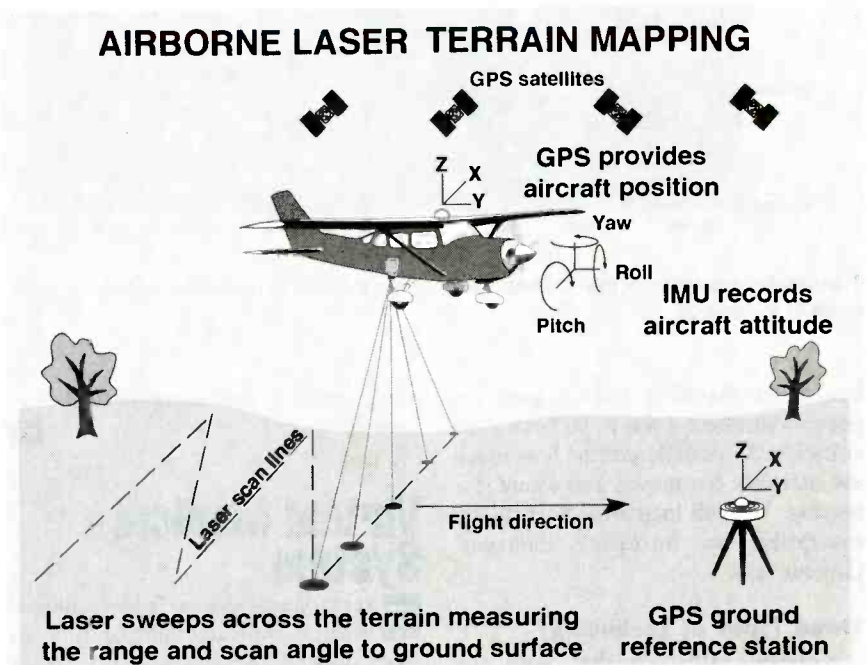 AIRBORNE LASER TERRAIN MAPPING
GPS satellites
GPS provides
aircraft position
Z
X
Y
Yaw
Roll
Pitch
IMU records
aircraft attitude
Laser scan lines
Flight direction
Z
X
Y
Laser sweeps across the terrain measuring
the range and scan angle to ground surface
GPS ground
reference station